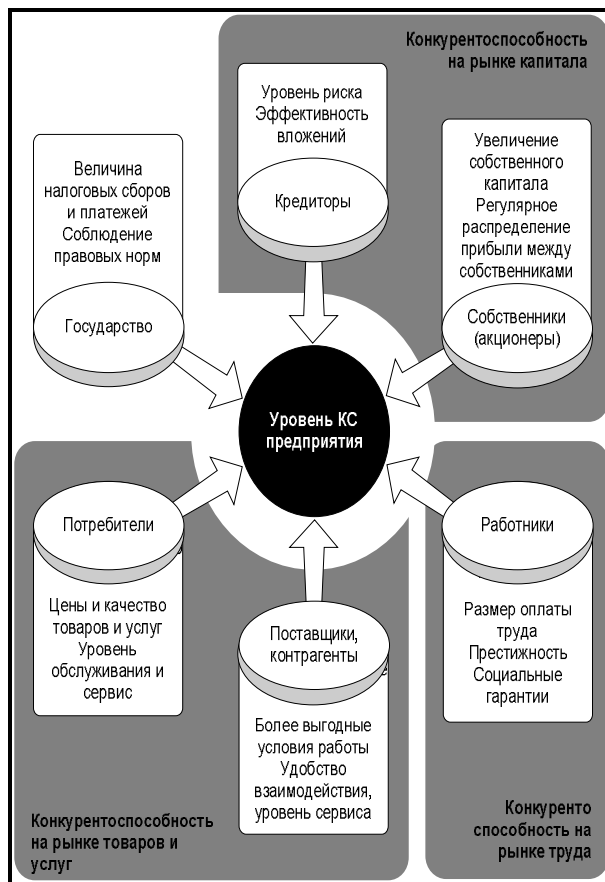 Конкурентоспособность
на рынке капитала
Уровень риска
Эффективность
вложений
Кредиторы
Увеличение
собственного
капитала
Регулярное
распределение
прибыли между
собственниками
Собственники
(акционеры)
Величина
налоговых сборов
и платежей
Соблюдение
правовых норм
Государство
Уровень КС
предприятия
Потребители
Цены и качество
товаров и услуг
Уровень
обслуживания и
сервис
Поставщики,
контрагенты
Более выгодные
условия работы
Удобство
взаимодействия,
уровень сервиса
Работники
Размер оплаты
труда
Престижность
Социальные
гарантии
Конкурентоспособность
на рынке товаров и
услуг
Конкуренто
способность на
рынке труда